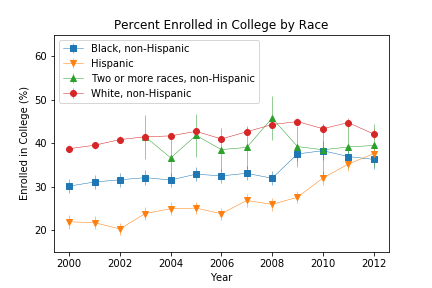 Percent Enrolled in College by Race
Black, non-Hispanic
Hispanic
Two or more races, non-Hispanic
White, non-Hispanic
Enrolled in College (%)
60
50
40
30
20
2000
2002
2004
2006
2008
2010
2012
Year